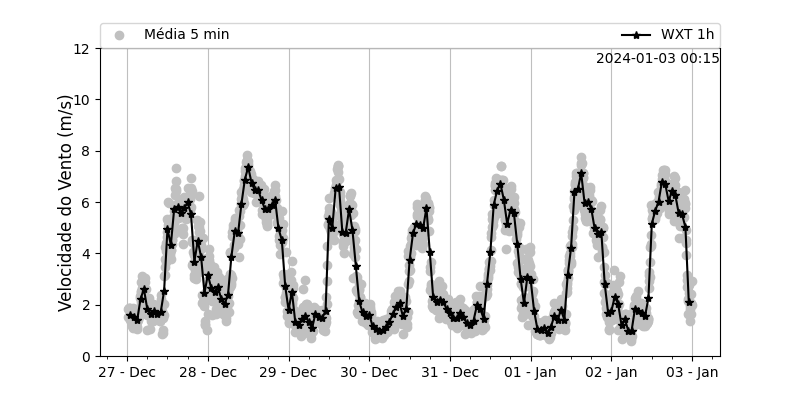 Média 5 min WXT 1h
2024-01-03 00:15
Velocidade do Vento (m/s)
12
10
8
6
4
2
0
27 - Dec 28 - Dec 29 - Dec 30 - Dec 31 - Dec 01 - Jan 02 - Jan 03 - Jan